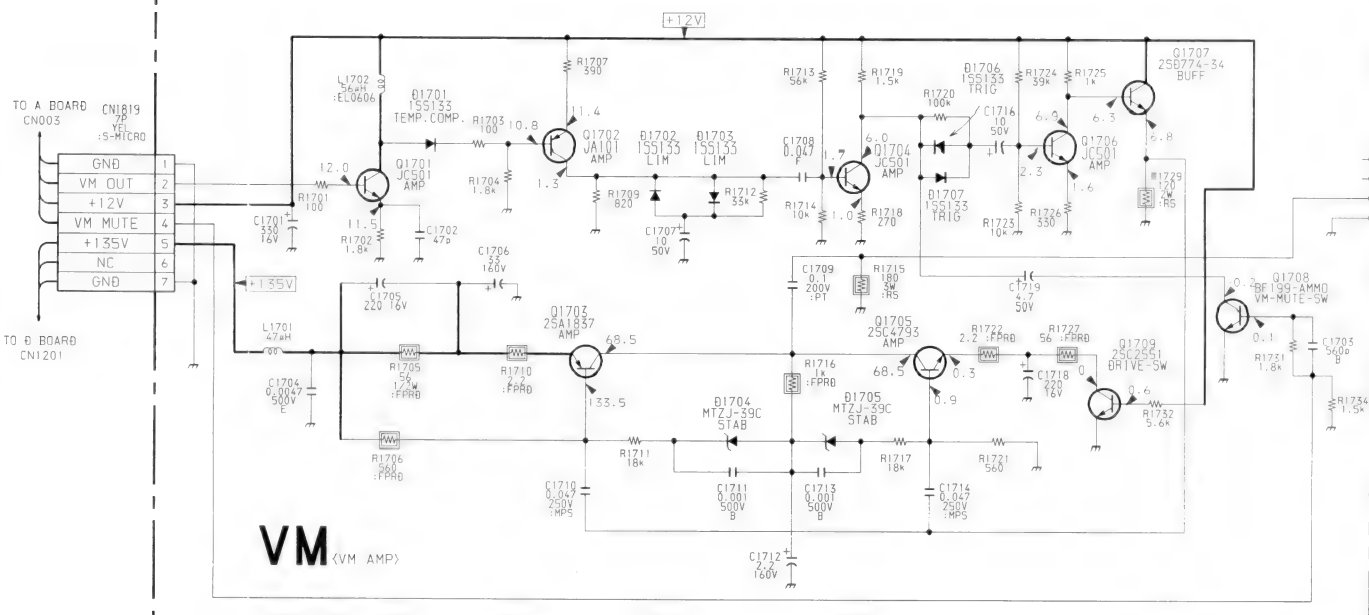 +12V
TO A BOARD
CN003
CN1819
7P
YEL
:S-MICRO
GND 1
VM OUT 2
+12V 3
VM MUTE 4
+135V 5
NC 6
GND 7
TO D BOARD
CN1201
+135V
L1702
56µH
:EL0606
D1701
1SS133
TEMP.COMP.
R1703
100
12.0
Q1701
JC501
AMP
R1701
100
11.5
C1701
330
16V
R1702
1.8k
C1702
47p
R1704
1.8k
R1707
390
11.4
10.8
Q1702
JA101
AMP
1.3
D1702
1SS133
LIM
D1703
1SS133
LIM
R1709
820
R1712
33k
C1707
10
50V
C1708
0.047
F
R1713
56k
R1714
10k
R1719
1.5k
6.0
1.7
Q1704
JC501
AMP
1.0
R1718
270
R1720
100k
D1706
1SS133
TRIG
C1716
10
50V
D1707
1SS133
TRIG
R1724
39k
R1725
1k
6.9
2.3
Q1706
JC501
AMP
1.6
R1723
10k
R1726
330
Q1707
2SD774-34
BUFF
6.3
6.8
R1729
120
2W
:RS
C1705
220 16V
C1706
33
160V
L1701
47µH
C1704
0.0047
500V
E
R1705
56
1/2W
:FPRD
R1710
2.2
:FPRD
R1706
560
:FPRD
Q1703
2SA1837
AMP
68.5
133.5
R1711
18k
C1710
0.047
250V
:MPS
D1704
MTZJ-39C
STAB
C1711
0.001
500V
B
C1709
0.1
200V
:PT
R1715
180
3W
:RS
R1716
1k
:FPRD
D1705
MTZJ-39C
STAB
C1713
0.001
500V
B
C1712
2.2
160V
Q1705
2SC4793
AMP
68.5
0.3
0.9
R1717
18k
R1721
560
C1714
0.047
250V
:MPS
C1719
4.7
50V
R1722
2.2 :FPRD
R1727
56 :FPRD
C1718
220
16V
Q1709
2SC2551
DRIVE-SW
0
0.6
R1732
5.6k
Q1708
BF199-AMMO
VM-MUTE-SW
0.1
R1731
1.8k
C1703
560p
B
R1734
1.5k
VM (VM AMP)